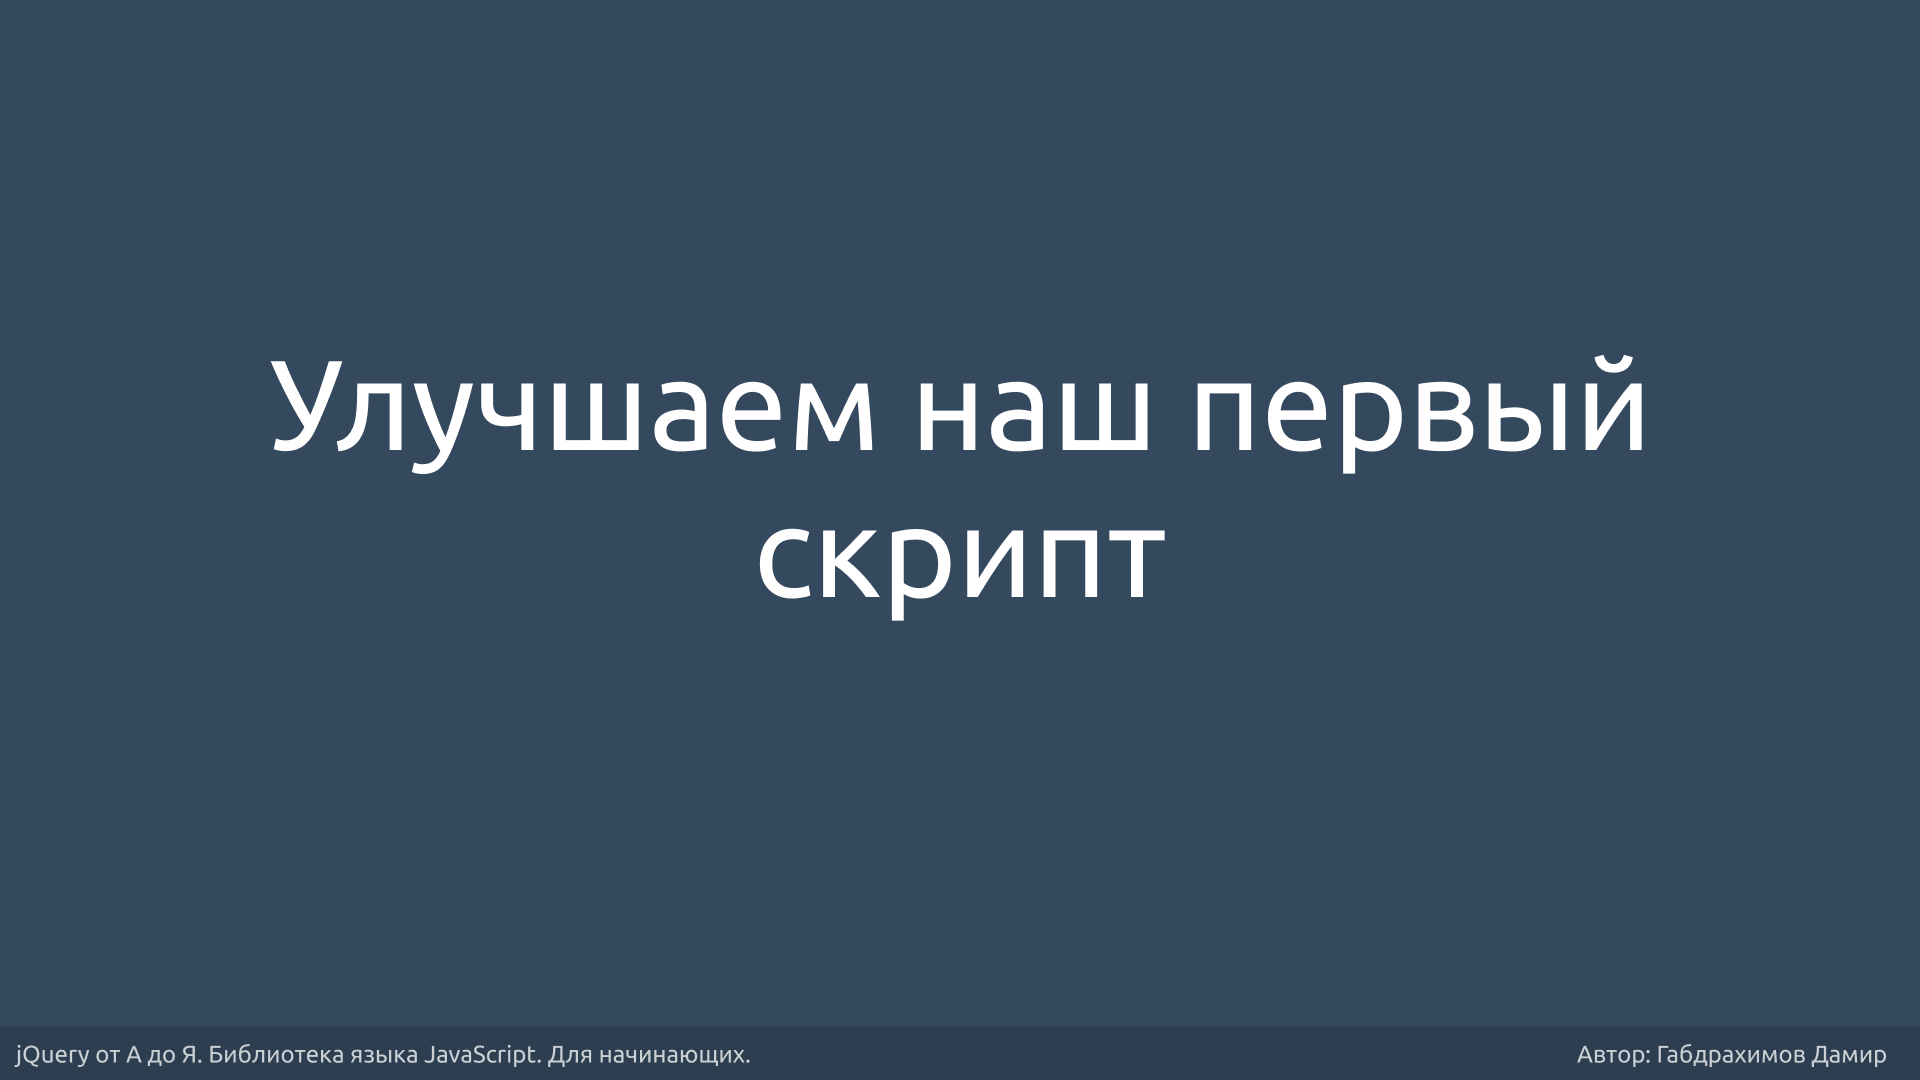 Улучшаем наш первый
скрипт
jQuery от А до Я. Библиотека языка JavaScript. Для начинающих.
Автор: Габдрахимов Дамир